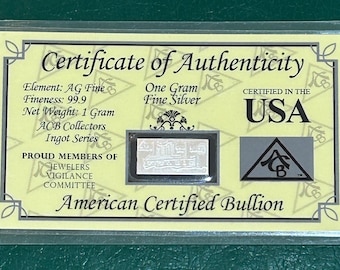 Certificate of Authenticity
Element: AG Fine
Fineness: 99.9
Net Weight: 1 Gram
ACB Collectors
Ingot Series
PROUD MEMBERS OF
JEWELERS
VIGILANCE
COMMITTEE
One Gram
Fine Silver
CERTIFIED IN THE
USA
ACB
American Certified Bullion